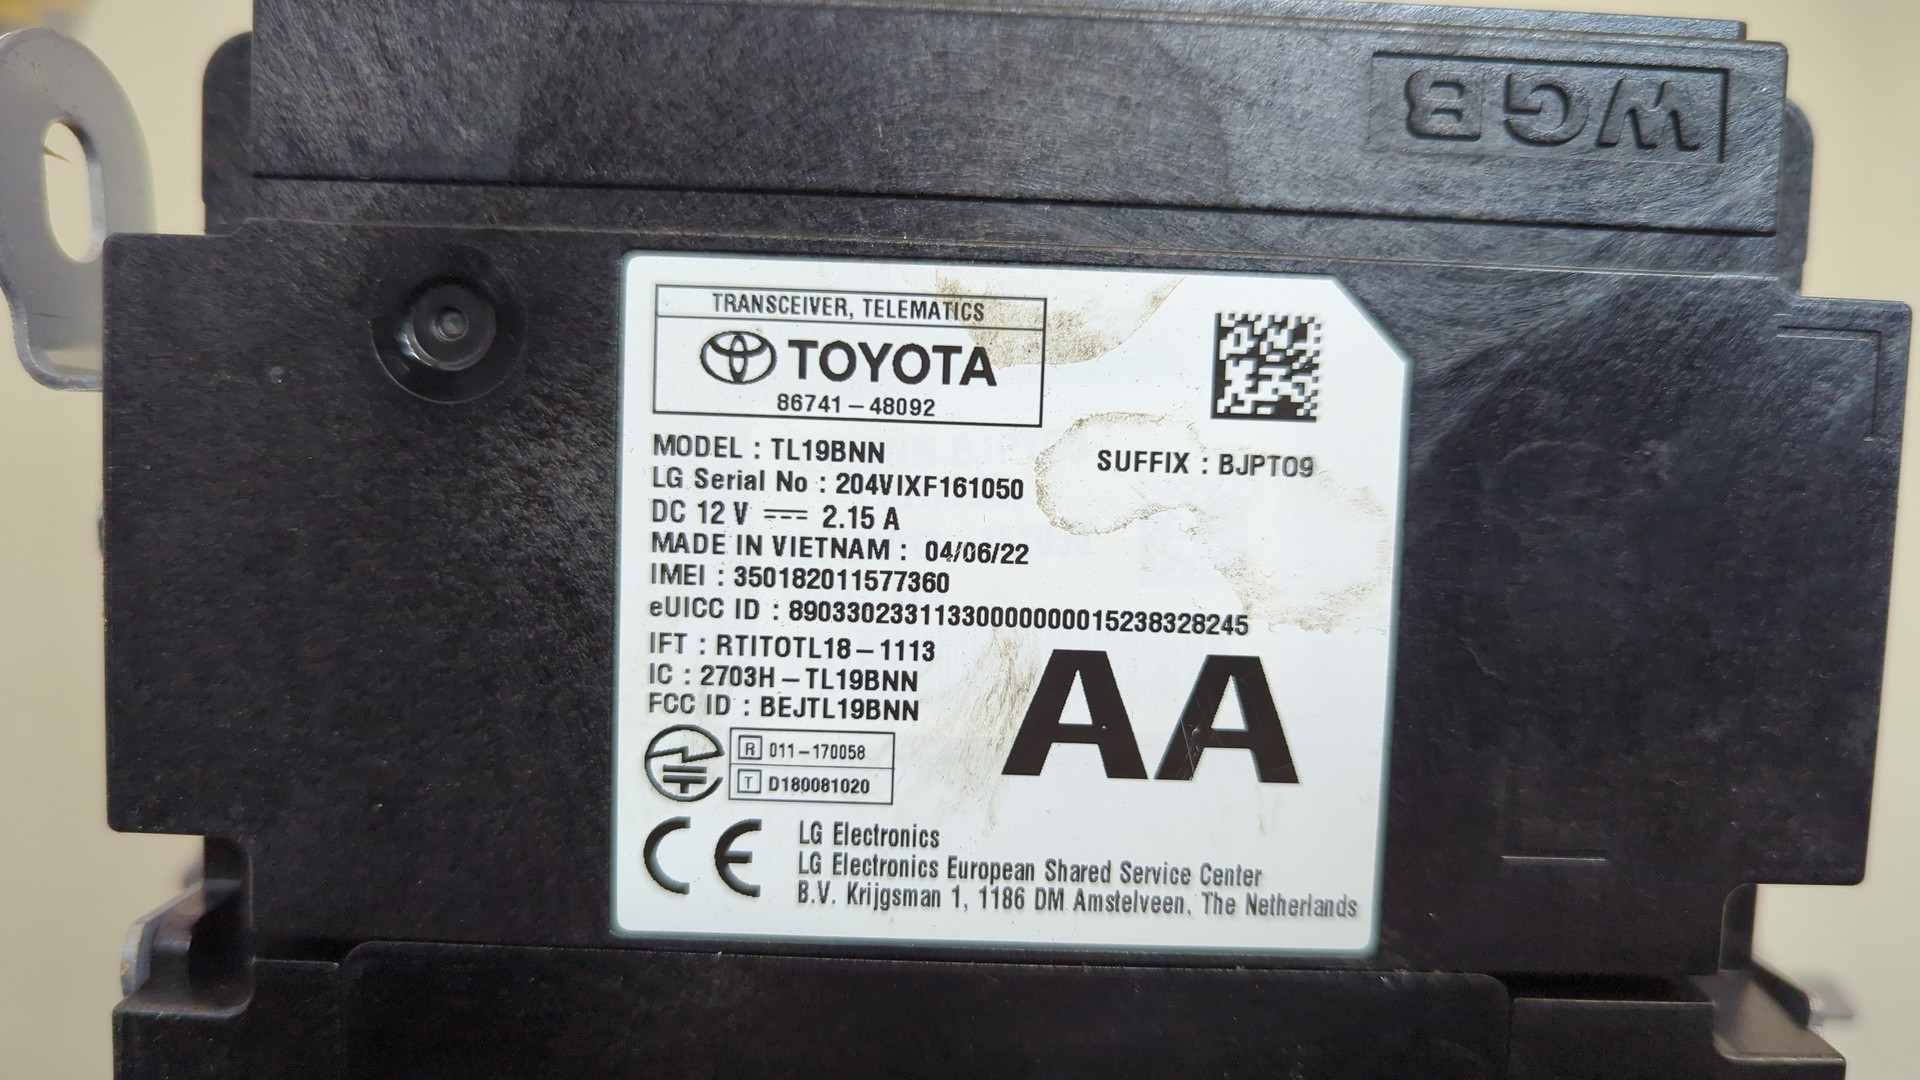 WGB
TRANSCEIVER, TELEMATICS
TOYOTA
86741-48092
MODEL : TL19BNN
SUFFIX : BJPT09
LG Serial No : 204VIXF161050
DC 12 V ⎓ 2.15 A
MADE IN VIETNAM : 04/06/22
IMEI : 350182011577360
eUICC ID : 89033023311330000000015238328245
IFT : RTITOTL18-1113
IC : 2703H-TL19BNN
FCC ID : BEJTL19BNN
AA
R 011-170058
T D180081020
CE
LG Electronics
LG Electronics European Shared Service Center
B.V. Krijgsman 1, 1186 DM Amstelveen, The Netherlands